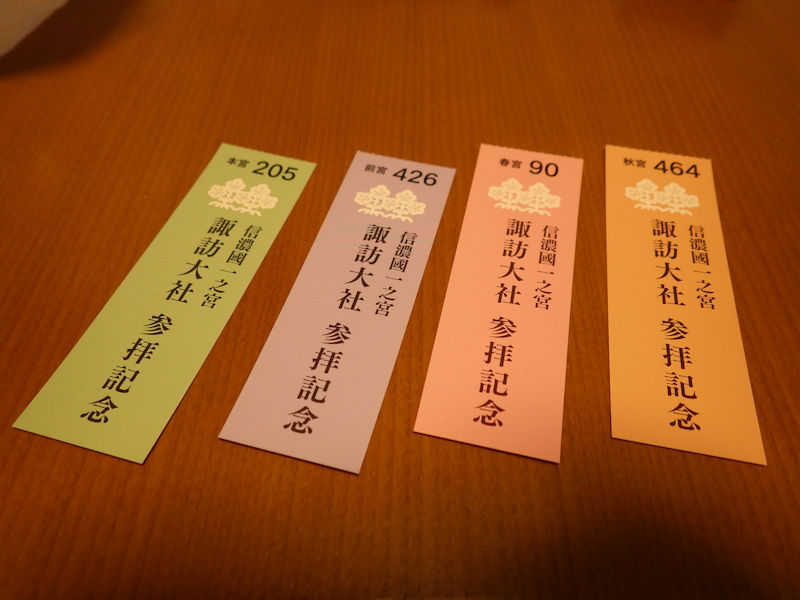 本宮 205
信濃國一之宮
諏訪大社 参拝記念
前宮 426
信濃國一之宮
諏訪大社 参拝記念
春宮 90
信濃國一之宮
諏訪大社 参拝記念
秋宮 464
信濃國一之宮
諏訪大社 参拝記念